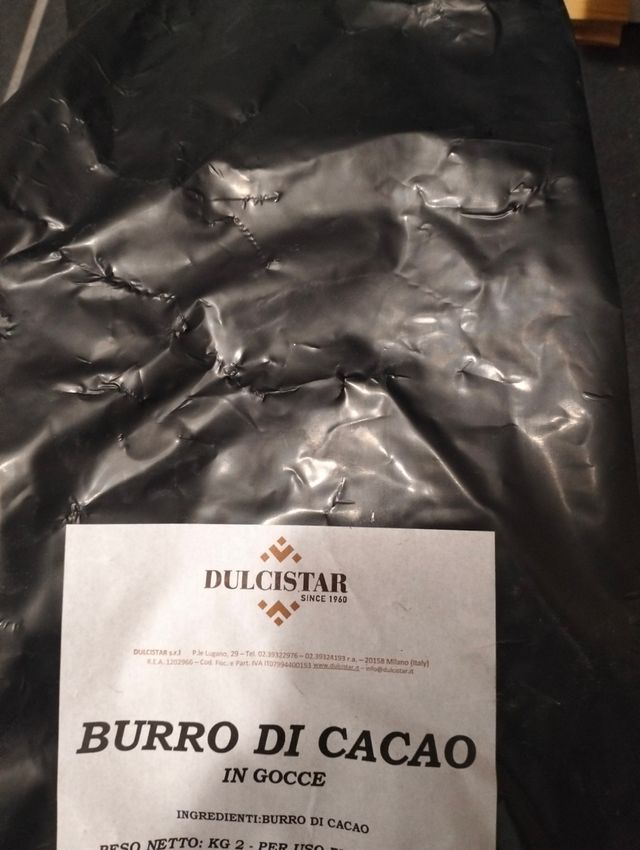 DULCISTAR
SINCE 1960
DULCISTAR s.r.l P.le Lugano, 29 – Tel. 02.39322976 – 02.39324193 r.a. – 20158 Milano (Italy)
R.E.A. 1202966 – Cod. Fisc. e Part. IVA IT07994400153 www.dulcistar.it – info@dulcistar.it
BURRO DI CACAO
IN GOCCE
INGREDIENTI:BURRO DI CACAO
PESO NETTO: KG 2 - PER USO